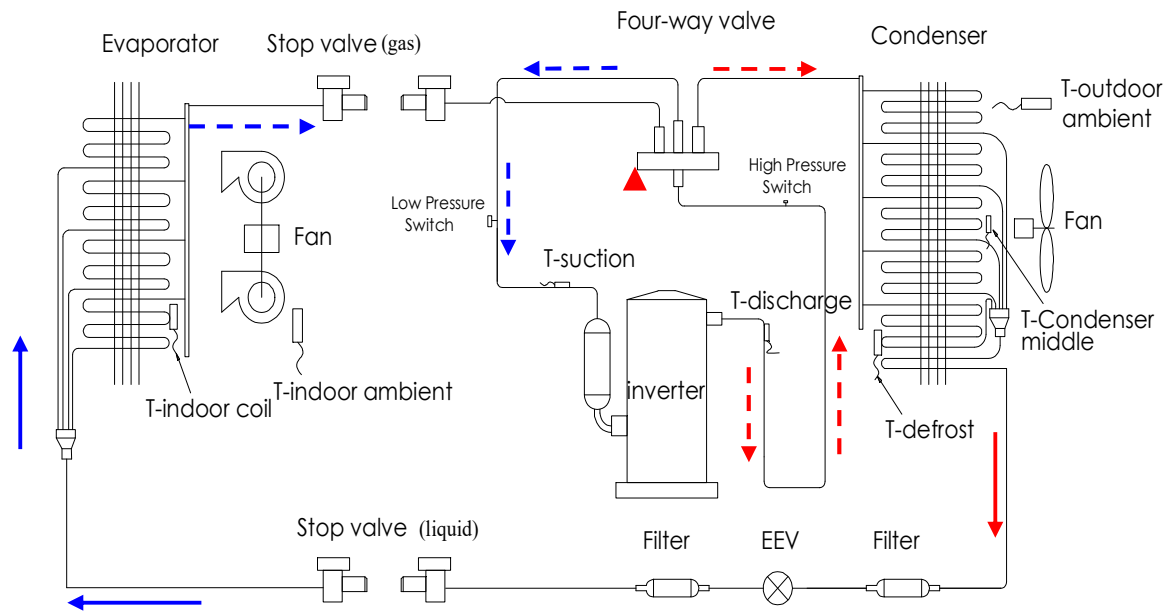 Four-way valve
Evaporator
Stop valve (gas)
Condenser
T-outdoor
ambient
High Pressure
Switch
Low Pressure
Switch
Fan
Fan
T-suction
T-discharge
T-Condenser
middle
T-indoor ambient
inverter
T-indoor coil
T-defrost
Stop valve (liquid)
Filter
EEV
Filter